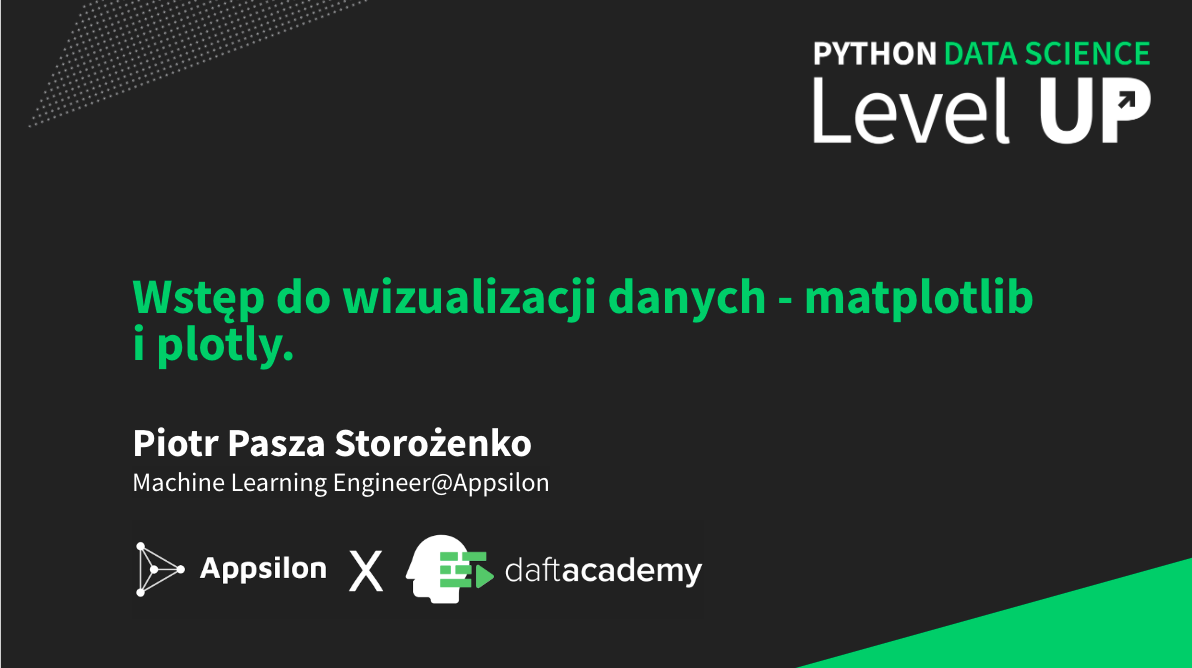 PYTHON DATA SCIENCE
Level UP
Wstęp do wizualizacji danych - matplotlib
i plotly.
Piotr Pasza Storożenko
Machine Learning Engineer@Appsilon
Appsilon X daftacademy